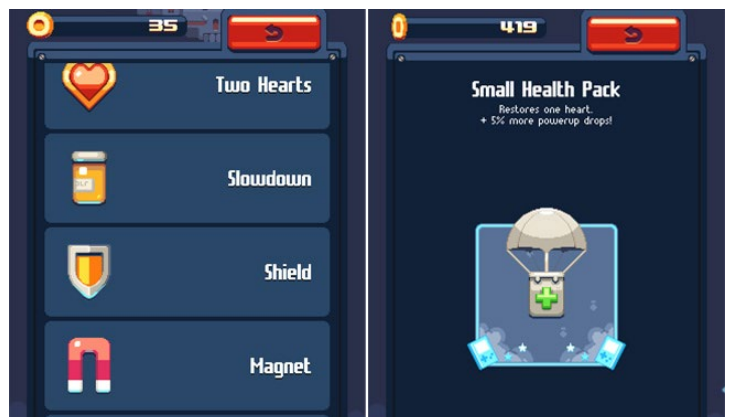 35
Two Hearts
Slowdown
Shield
Magnet
419
Small Health Pack
Restores one heart.
+ 5% more powerup drops!